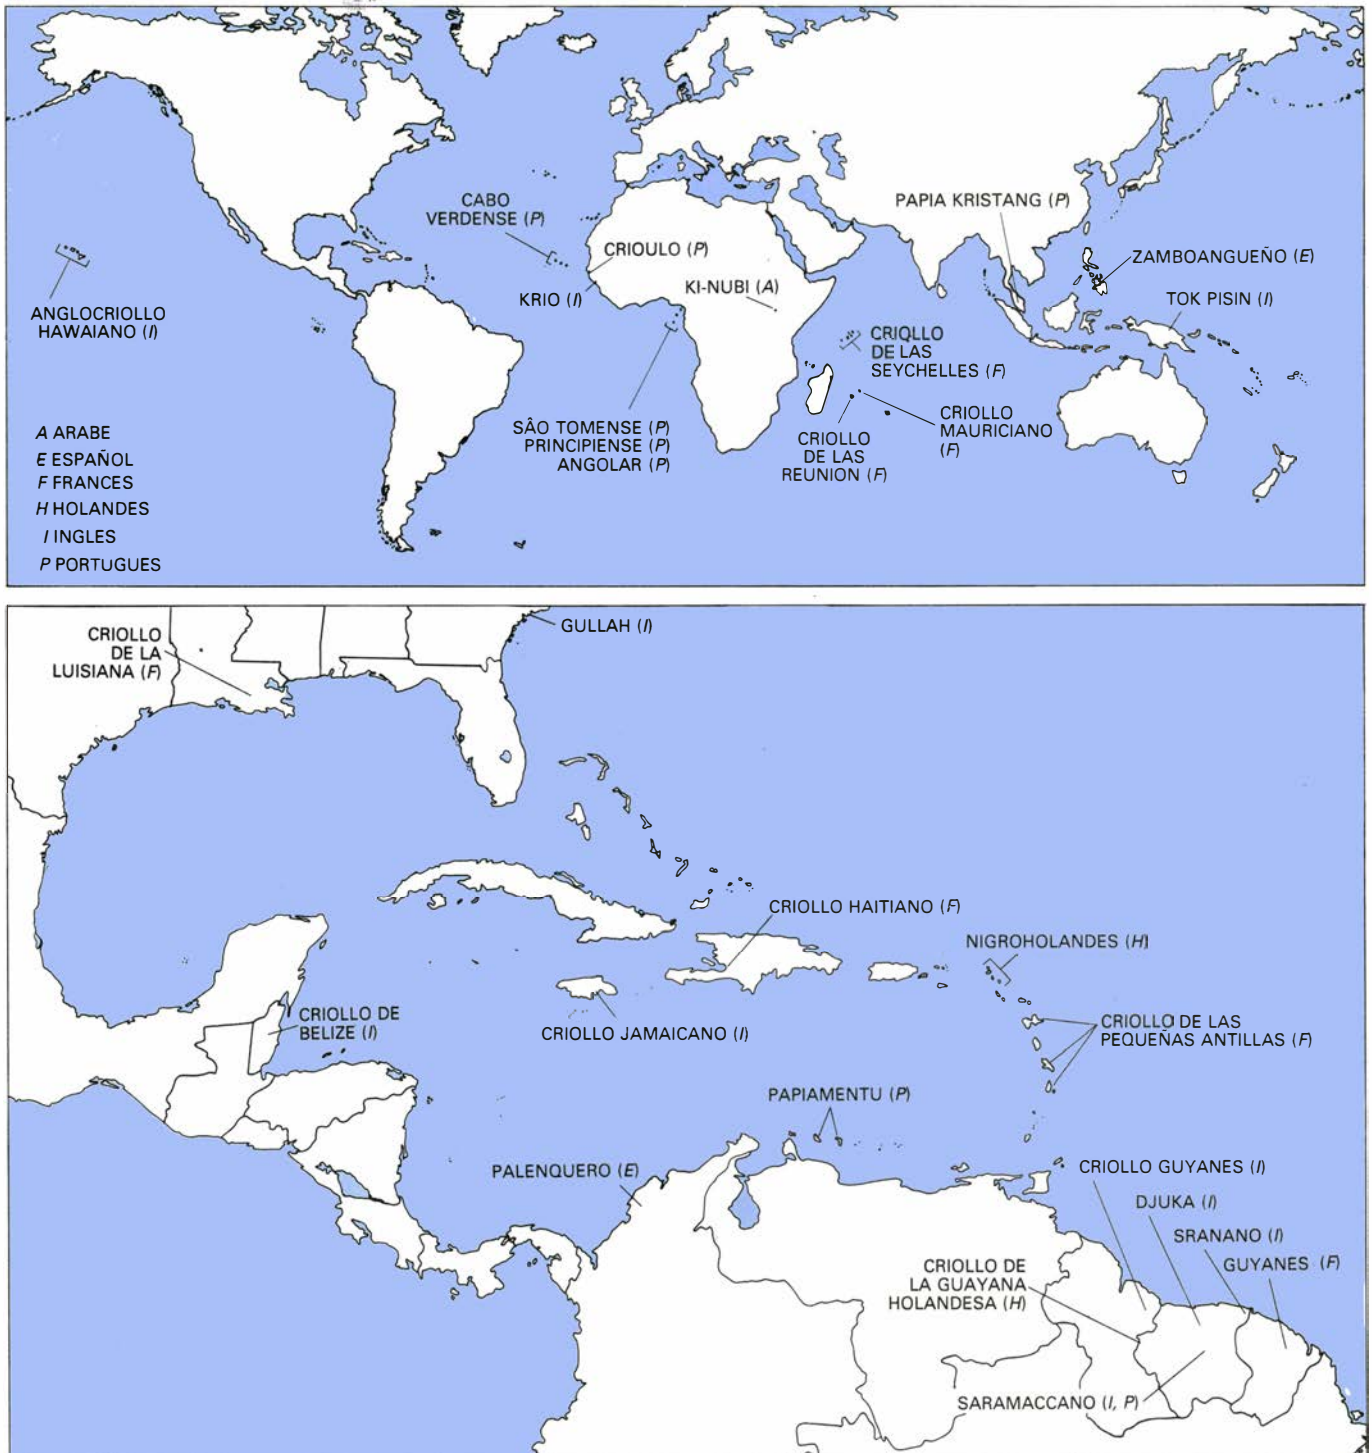 CABO
VERDENSE (P)
CRIOULO (P)
KRIO (I)
KI-NUBI (A)
PAPIA KRISTANG (P)
ZAMBOANGUEÑO (E)
TOK PISIN (I)
ANGLOCRIOLLO
HAWAIANO (I)
CRIOLLO
DE LAS
SEYCHELLES (F)
SÂO TOMENSE (P)
PRINCIPIENSE (P)
ANGOLAR (P)
CRIOLLO
DE LAS
REUNION (F)
CRIOLLO
MAURICIANO
(F)
A ARABE
E ESPAÑOL
F FRANCES
H HOLANDES
I INGLES
P PORTUGUES
CRIOLLO
DE LA
LUISIANA (F)
GULLAH (I)
CRIOLLO HAITIANO (F)
NIGROHOLANDES (H)
CRIOLLO DE
BELIZE (I)
CRIOLLO JAMAICANO (I)
CRIOLLO DE LAS
PEQUEÑAS ANTILLAS (F)
PAPIAMENTU (P)
PALENQUERO (E)
CRIOLLO GUYANES (I)
DJUKA (I)
SRANANO (I)
GUYANES (F)
CRIOLLO DE
LA GUAYANA
HOLANDESA (H)
SARAMACCANO (I, P)